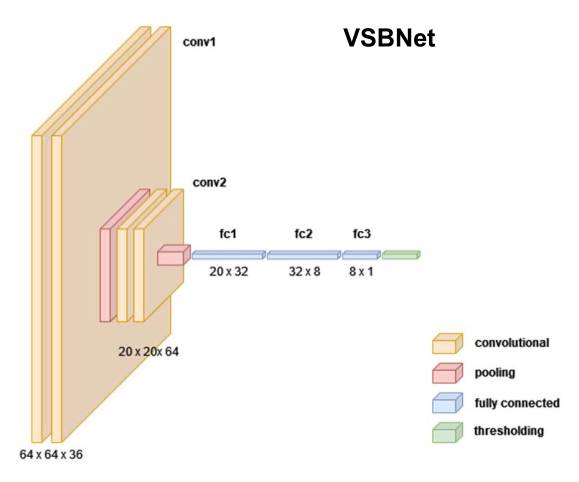 VSBNet
conv1
conv2
fc1
fc2
fc3
20 x 32
32 x 8
8 x 1
20 x 20x 64
64 x 64 x 36
convolutional
pooling
fully connected
thresholding